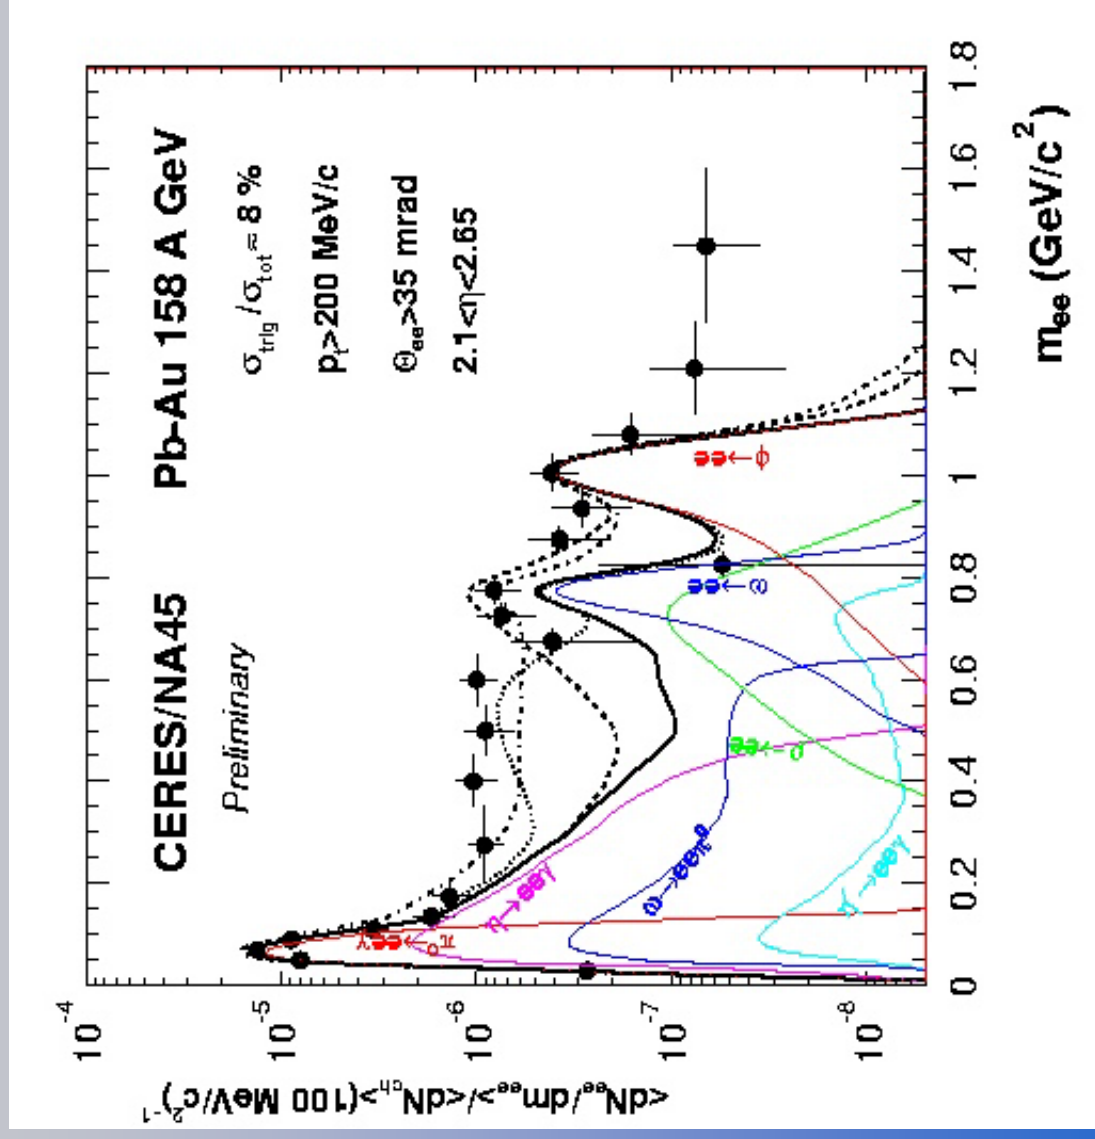 CERES/NA45 Pb-Au 158 A GeV
Preliminary
σtrig/σtot = 8 %
pt>200 MeV/c
Θee>35 mrad
2.1<η<2.65
<dNee/dmee>/<dNch>(100 MeV/c²)⁻¹
10⁻⁴
10⁻⁵
10⁻⁶
10⁻⁷
10⁻⁸
π⁰→eeγ
η→eeγ
ω→eeπ⁰
η'→eeγ
ρ→ee
ω→ee
φ→ee
0 0.2 0.4 0.6 0.8 1 1.2 1.4 1.6 1.8
mee (GeV/c²)